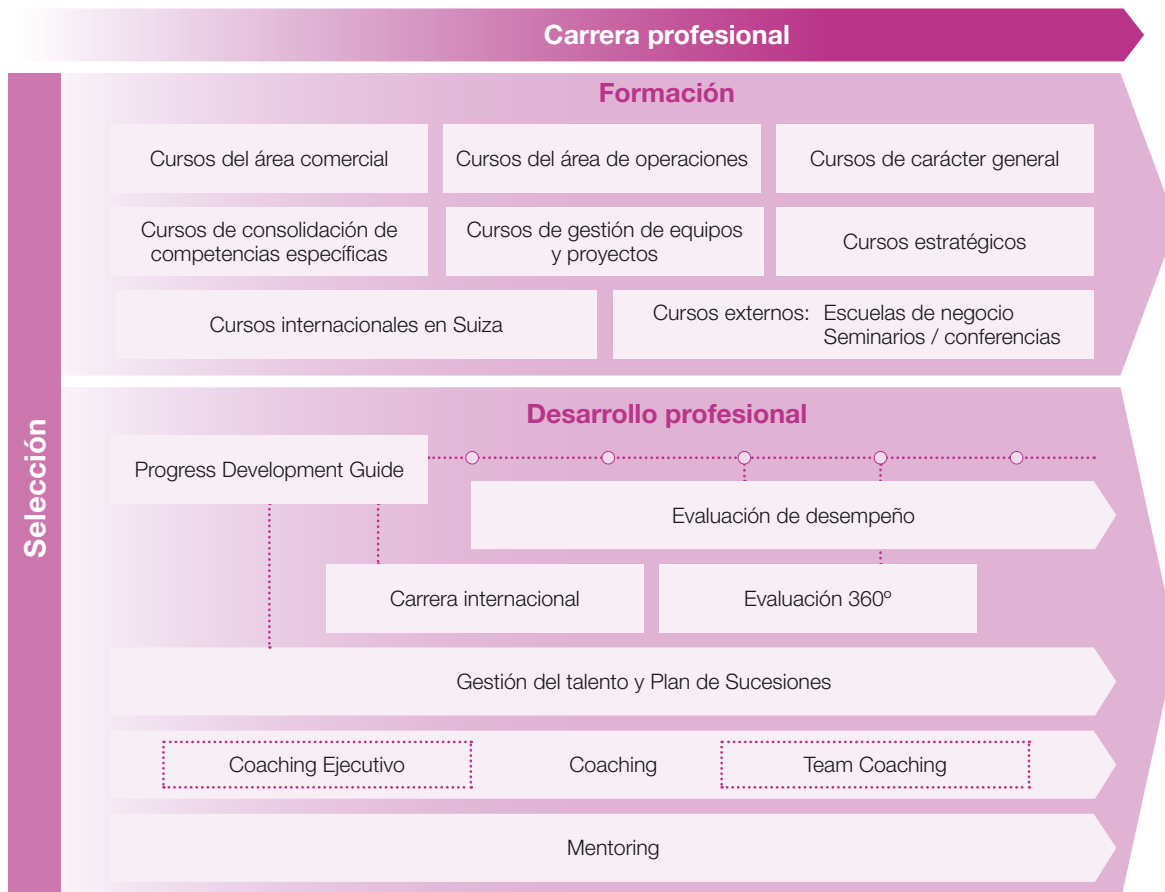 Carrera profesional
Selección
Formación
Cursos del área comercial
Cursos del área de operaciones
Cursos de carácter general
Cursos de consolidación de
competencias específicas
Cursos de gestión de equipos
y proyectos
Cursos estratégicos
Cursos internacionales en Suiza
Cursos externos: Escuelas de negocio
Seminarios / conferencias
Desarrollo profesional
Progress Development Guide
Evaluación de desempeño
Carrera internacional
Evaluación 360º
Gestión del talento y Plan de Sucesiones
Coaching Ejecutivo
Coaching
Team Coaching
Mentoring